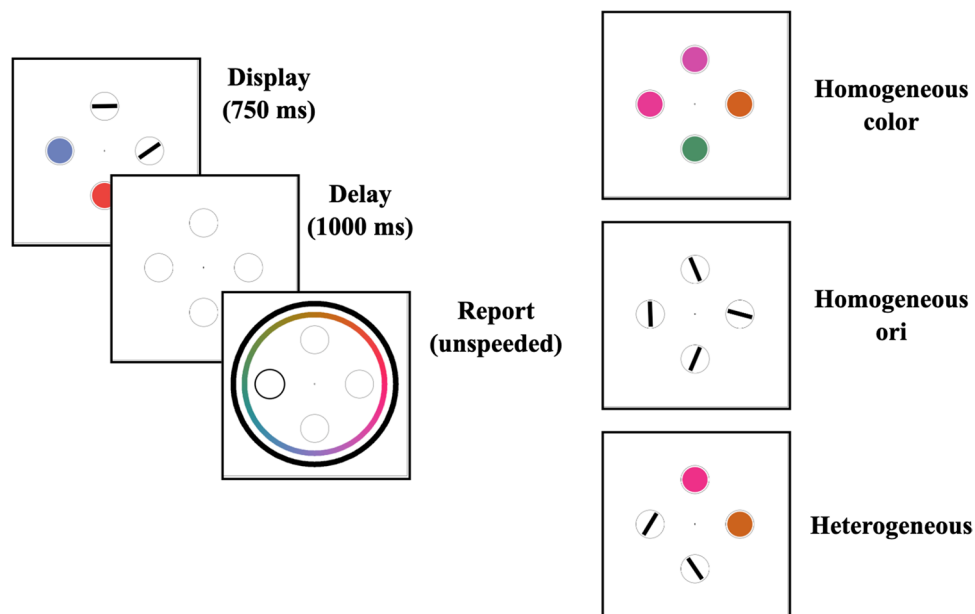 Display
(750 ms)
Delay
(1000 ms)
Report
(unspeeded)
Homogeneous
color
Homogeneous
ori
Heterogeneous